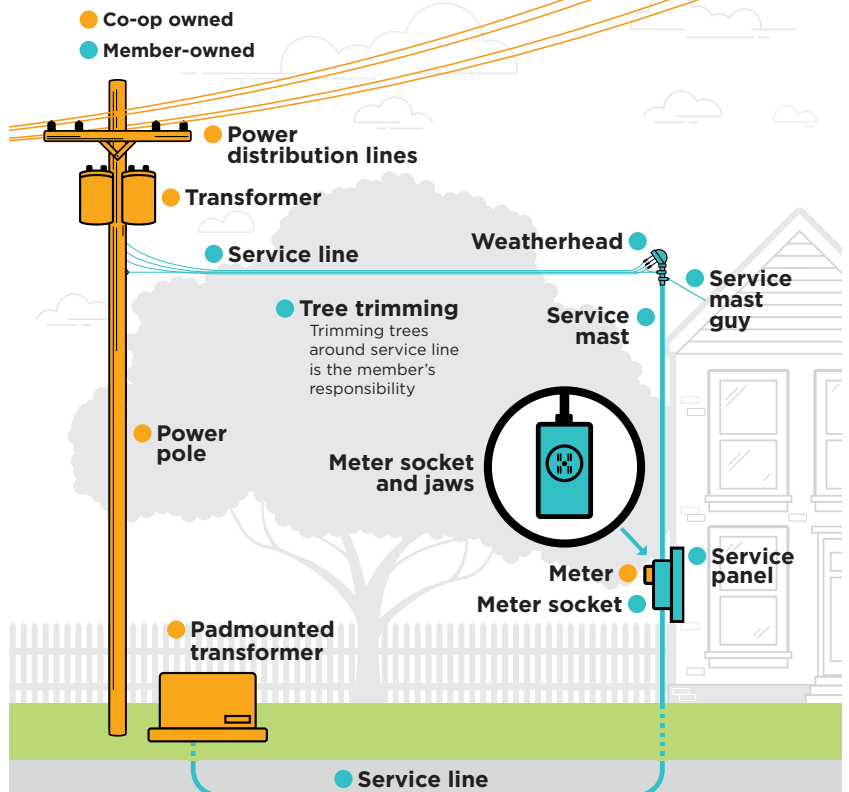 Co-op owned
Member-owned
Power
distribution lines
Transformer
Service line
Weatherhead
Service
mast
guy
Tree trimming
Trimming trees
around service line
is the member's
responsibility
Service
mast
Power
pole
Meter socket
and jaws
Meter
Service
panel
Meter socket
Padmounted
transformer
Service line